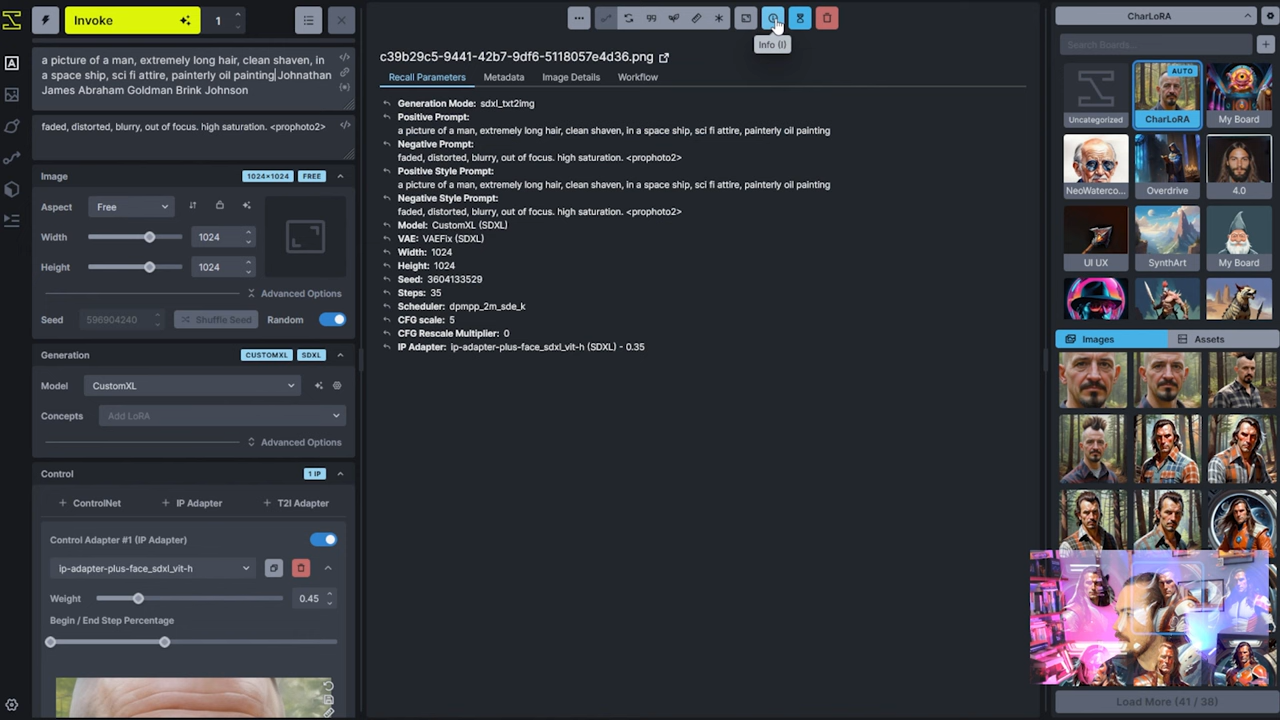 Invoke
1
a picture of a man, extremely long hair, clean shaven, in
a space ship, sci fi attire, painterly oil painting Johnathan
James Abraham Goldman Brink Johnson
faded, distorted, blurry, out of focus. high saturation. <prophoto2>
Image
1024×1024
FREE
Aspect
Free
Width
1024
Height
1024
Advanced Options
Seed
596904240
Shuffle Seed
Random
Generation
CUSTOMXL
SDXL
Model
CustomXL
Concepts
Add LoRA
Advanced Options
Control
1 IP
+ ControlNet
+ IP Adapter
+ T2I Adapter
Control Adapter #1 (IP Adapter)
ip-adapter-plus-face_sdxl_vit-h
Weight
0.45
Begin / End Step Percentage
Info (I)
c39b29c5-9441-42b7-9df6-5118057e4d36.png
Recall Parameters
Metadata
Image Details
Workflow
Generation Mode: sdxl_txt2img
Positive Prompt:
a picture of a man, extremely long hair, clean shaven, in a space ship, sci fi attire, painterly oil painting
Negative Prompt:
faded, distorted, blurry, out of focus. high saturation. <prophoto2>
Positive Style Prompt:
a picture of a man, extremely long hair, clean shaven, in a space ship, sci fi attire, painterly oil painting
Negative Style Prompt:
faded, distorted, blurry, out of focus. high saturation. <prophoto2>
Model: CustomXL (SDXL)
VAE: VAEFix (SDXL)
Width: 1024
Height: 1024
Seed: 3604133529
Steps: 35
Scheduler: dpmpp_2m_sde_k
CFG scale: 5
CFG Rescale Multiplier: 0
IP Adapter: ip-adapter-plus-face_sdxl_vit-h (SDXL) - 0.35
CharLoRA
Search Boards...
Uncategorized
AUTO
CharLoRA
My Board
NeoWaterco...
Overdrive
4.0
UI UX
SynthArt
My Board
Images
Assets
Load More (41 / 38)